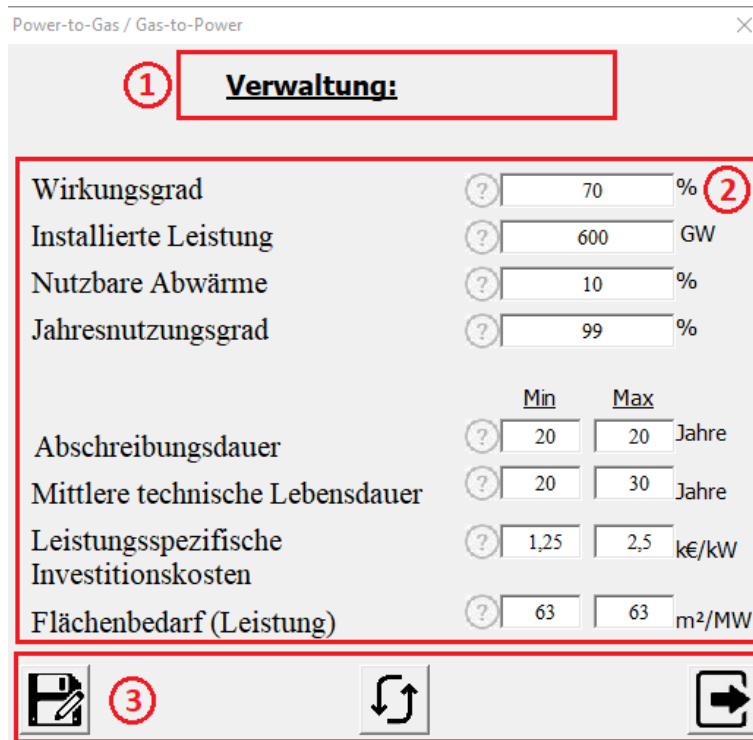 Power-to-Gas / Gas-to-Power
1 Verwaltung:
Wirkungsgrad ? 70 % 2
Installierte Leistung ? 600 GW
Nutzbare Abwärme ? 10 %
Jahresnutzungsgrad ? 99 %
Min Max
Abschreibungsdauer ? 20 20 Jahre
Mittlere technische Lebensdauer ? 20 30 Jahre
Leistungsspezifische ? 1,25 2,5 k€/kW
Investitionskosten
Flächenbedarf (Leistung) ? 63 63 m²/MW
3